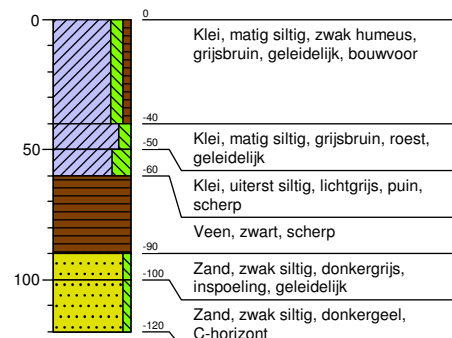 0
0
Klei, matig siltig, zwak humeus,
grijsbruin, geleidelijk, bouwvoor
-40
Klei, matig siltig, grijsbruin, roest,
geleidelijk
50
-50
Klei, uiterst siltig, lichtgrijs, puin,
scherp
-60
Veen, zwart, scherp
-90
Zand, zwak siltig, donkergrijs,
inspoeling, geleidelijk
100
-100
Zand, zwak siltig, donkergeel,
C-horizont
-120